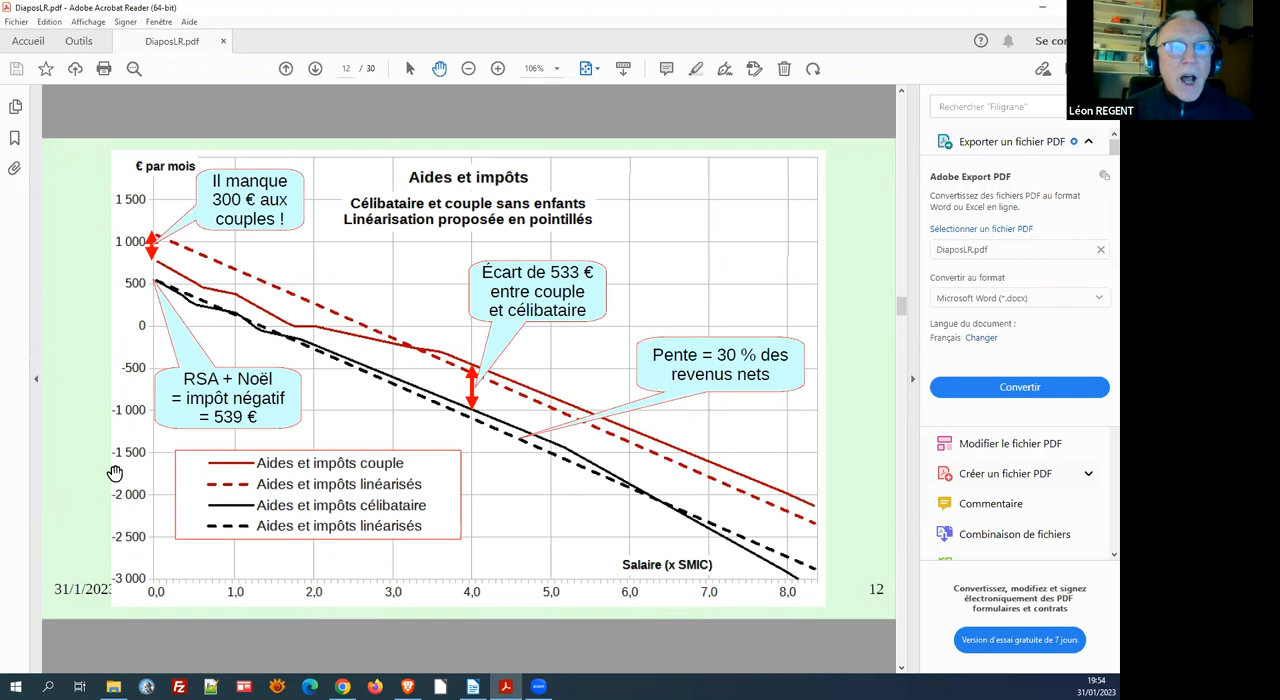 DiaposLR.pdf - Adobe Acrobat Reader (64-bit)
Fichier Edition Affichage Signer Fenêtre Aide
Accueil Outils DiaposLR.pdf × Se co
12 / 30 106%
Léon REGENT
€ par mois
Aides et impôts
Célibataire et couple sans enfants
Linéarisation proposée en pointillés
Il manque
300 € aux
couples !
1 500
1 000
500
0
-500
-1 000
-1 500
-2 000
-2 500
-3 000
Écart de 533 €
entre couple
et célibataire
Pente = 30 % des
revenus nets
RSA + Noël
= impôt négatif
= 539 €
Aides et impôts couple
Aides et impôts linéarisés
Aides et impôts célibataire
Aides et impôts linéarisés
Salaire (x SMIC)
0,0 1,0 2,0 3,0 4,0 5,0 6,0 7,0 8,0
31/1/2023
12
Rechercher "Filigrane"
Exporter un fichier PDF
Adobe Export PDF
Convertissez des fichiers PDF au format
Word ou Excel en ligne.
Sélectionner un fichier PDF
DiaposLR.pdf
Convertir au format
Microsoft Word (*.docx)
Langue du document :
Français Changer
Convertir
Modifier le fichier PDF
Créer un fichier PDF
Commentaire
Combinaison de fichiers
Convertissez, modifiez et signez
électroniquement des PDF
formulaires et contrats
Version d'essai gratuite de 7 jours
19:54
31/01/2023